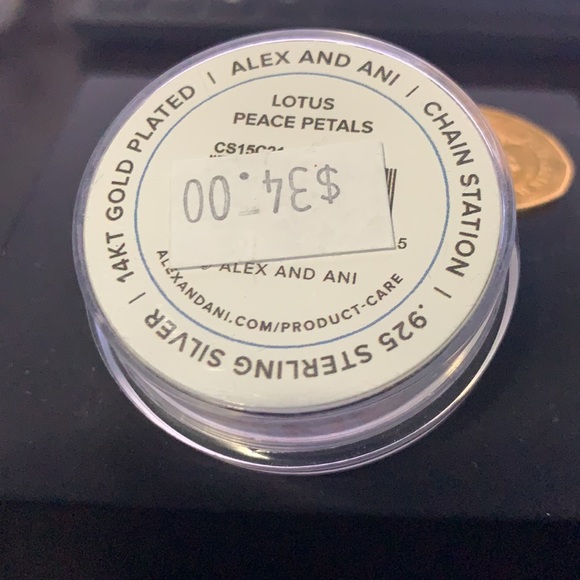 ALEX AND ANI | CHAIN STATION | .925 STERLING SILVER | 14KT GOLD PLATED |
LOTUS
PEACE PETALS
$34.00
5
ALEX AND ANI
ALEXANDANI.COM/PRODUCT-CARE